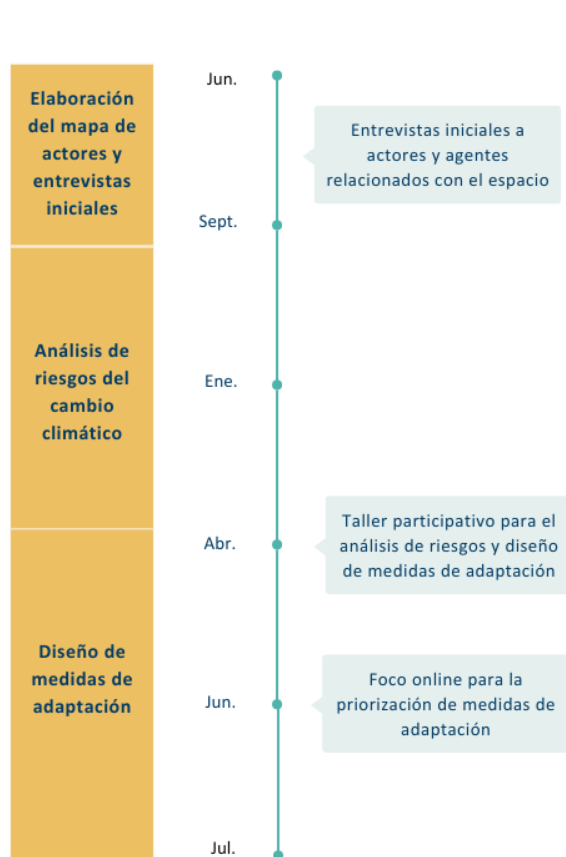 Jun.
Elaboración
del mapa de
actores y
entrevistas
iniciales
Entrevistas iniciales a
actores y agentes
relacionados con el espacio
Sept.
Análisis de
riesgos del
cambio
climático
Ene.
Abr.
Taller participativo para el
análisis de riesgos y diseño
de medidas de adaptación
Diseño de
medidas de
adaptación
Jun.
Foco online para la
priorización de medidas de
adaptación
Jul.